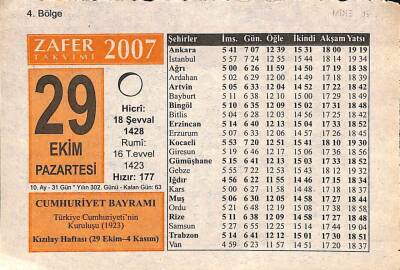 4. Bölge
ZAFER
TAKVİMİ
2007
29
EKİM
PAZARTESİ
Hicrî:
18 Şevval
1428
Rumî:
16 T.evvel
1423
Hızır: 177
10. Ay - 31 Gün * Yılın 302. Günü - Kalan Gün: 63
CUMHURİYET BAYRAMI
Türkiye Cumhuriyeti'nin
Kuruluşu (1923)
Kızılay Haftası (29 Ekim–4 Kasım)
Şehirler İms. Gün. Öğle İkindi Akşam Yatsı
Ankara 5 41 7 07 12 39 15 31 18 00 19 19
Istanbul 5 57 7 24 12 55 15 44 18 14 19 34
Ağrı 5 00 6 26 11 59 14 50 17 19 18 38
Ardahan 5 02 6 29 12 00 14 48 17 18 18 38
Artvin 5 05 6 33 12 04 14 52 17 22 18 42
Bayburt 5 11 6 38 12 10 15 00 17 29 18 49
Bingöl 5 10 6 35 12 09 15 02 17 31 18 48
Bitlis 5 04 6 28 12 03 14 56 17 25 18 42
Erzincan 5 14 6 40 12 13 15 04 17 33 18 52
Erzurum 5 07 6 33 12 06 14 57 17 26 18 45
Kocaeli 5 53 7 20 12 51 15 41 18 10 19 30
Giresun 5 19 6 46 12 17 15 06 17 36 18 56
Gümüşhane 5 15 6 41 12 13 15 03 17 33 18 52
Gebze 5 55 7 22 12 53 15 43 18 12 19 32
Iğdır 4 56 6 22 11 55 14 46 17 15 18 34
Kars 5 00 6 27 11 58 14 47 17 17 18 37
Muş 5 06 6 30 12 05 14 58 17 27 18 44
Ordu 5 21 6 48 12 19 15 08 17 38 18 58
Rize 5 11 6 38 12 09 14 58 17 27 18 48
Samsun 5 27 6 55 12 25 15 14 17 44 19 04
Trabzon 5 14 6 41 12 12 15 01 17 30 18 51
Van 4 59 6 23 11 57 14 51 17 20 18 37